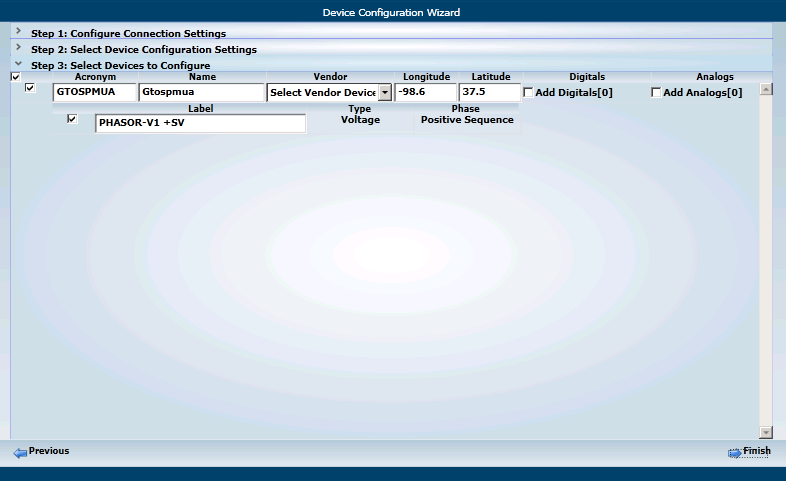 Device Configuration Wizard
Step 1: Configure Connection Settings
Step 2: Select Device Configuration Settings
Step 3: Select Devices to Configure
Acronym Name Vendor Longitude Latitude Digitals Analogs
GTOSPMUA Gtospmua Select Vendor Device -98.6 37.5 Add Digitals[0] Add Analogs[0]
Label Type Phase
PHASOR-V1 +SV Voltage Positive Sequence
Previous Finish